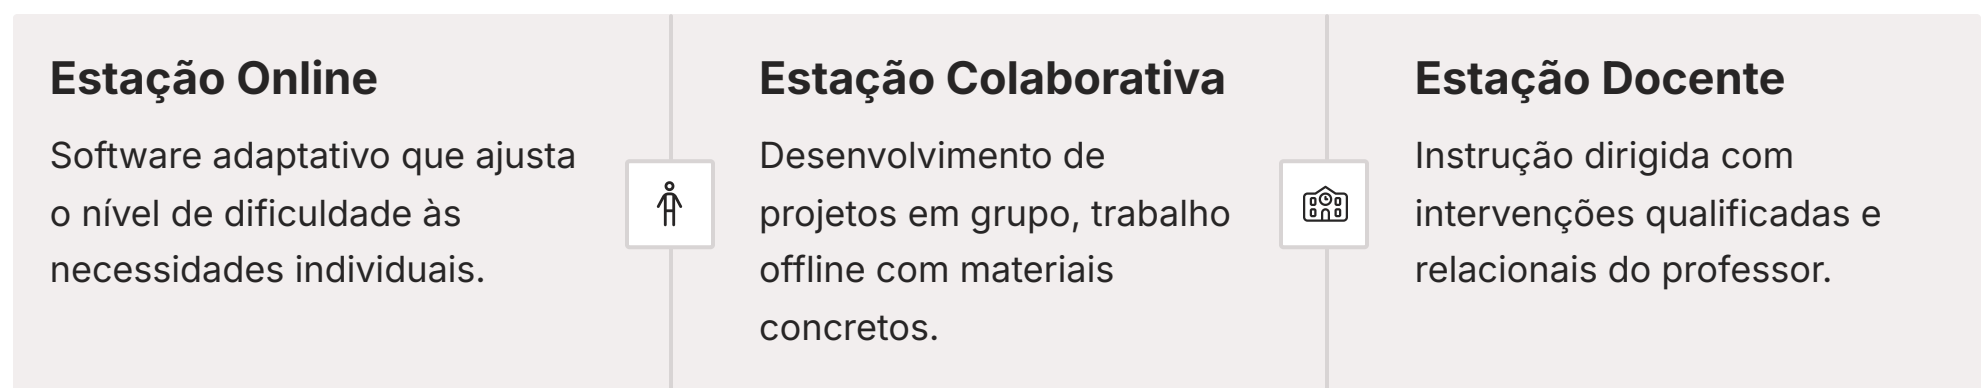 Estação Online
Software adaptativo que ajusta
o nível de dificuldade às
necessidades individuais.
Estação Colaborativa
Desenvolvimento de
projetos em grupo, trabalho
offline com materiais
concretos.
Estação Docente
Instrução dirigida com
intervenções qualificadas e
relacionais do professor.